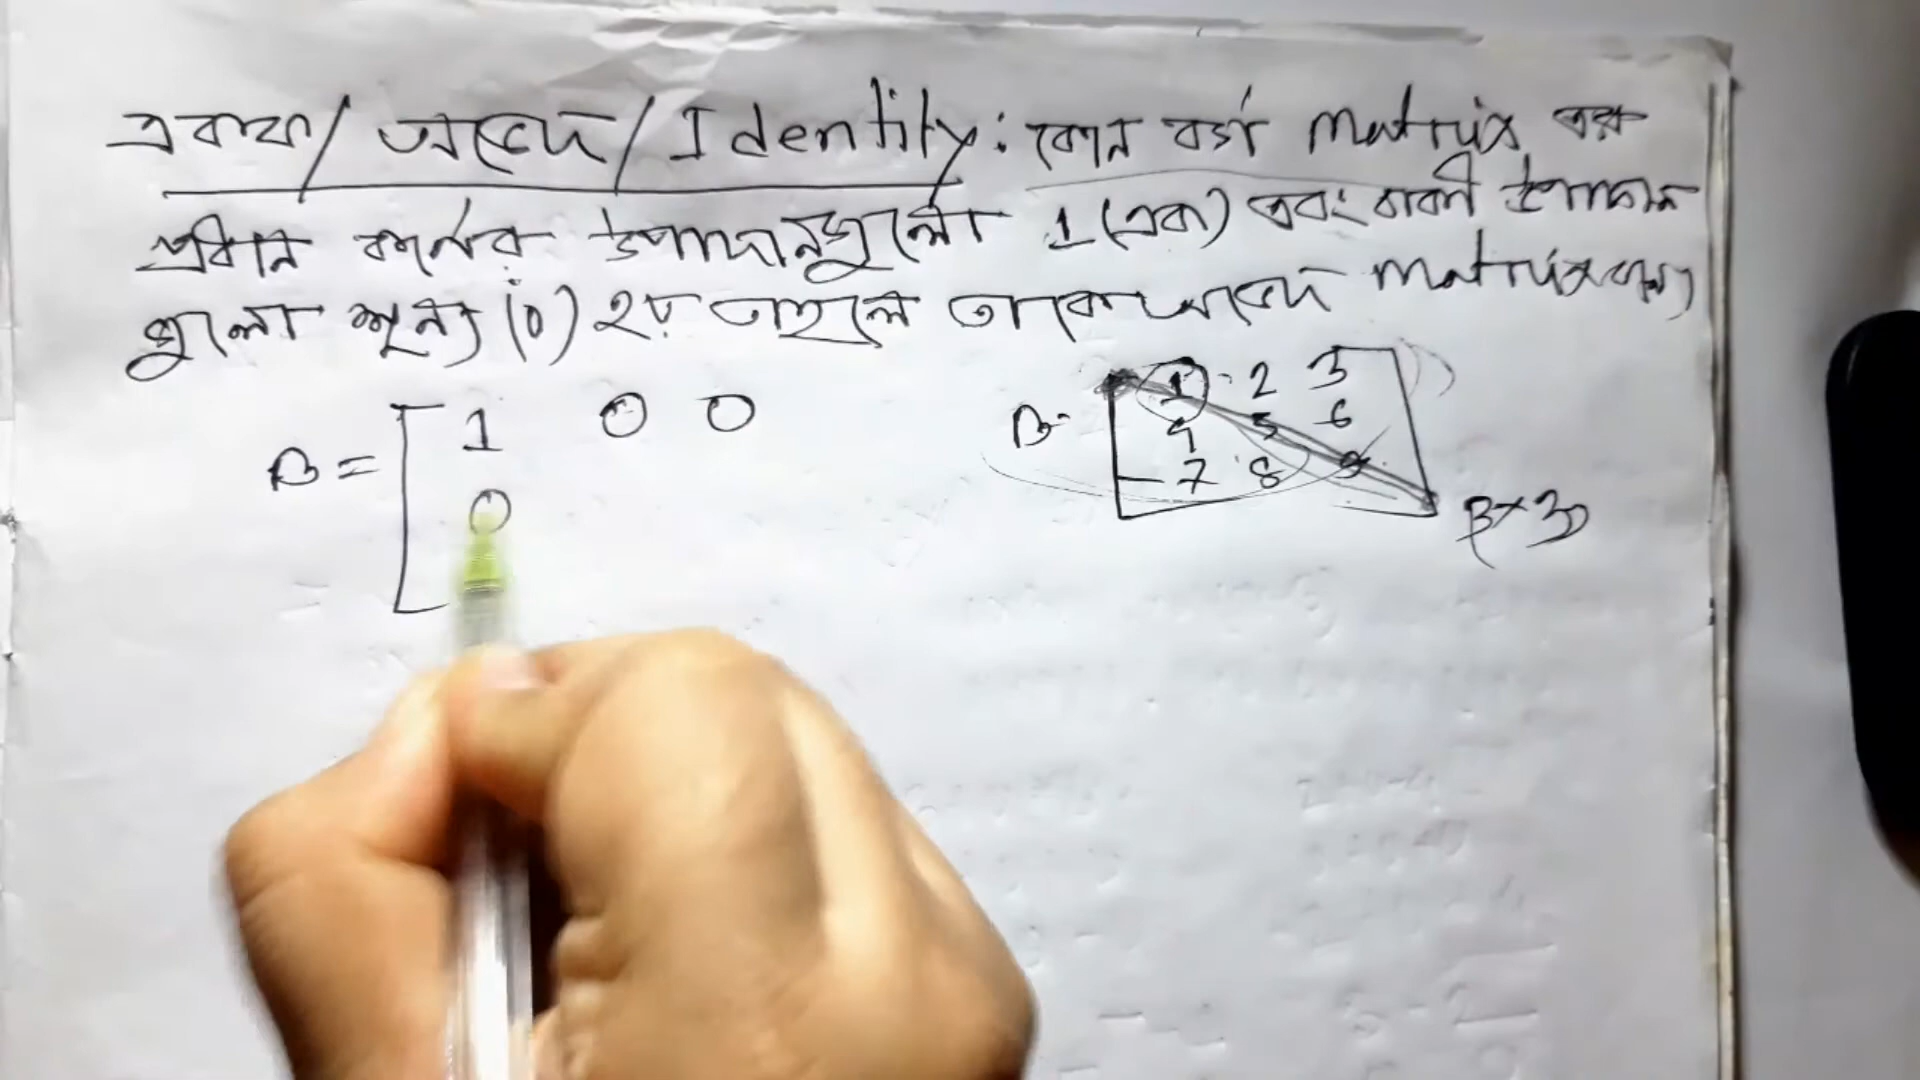 একক/অভেদ/Identity: কোন বর্গ matrix এর
প্রধান কর্নের উপাদানগুলো 1 (এক) এবং বাকী উপাদান
গুলো শূন্য (0) হয় তাহলে তাকে অভেদ matrix বলে
B = [ 1 0 0
0
B = [ 1 2 3
4 5 6
7 8 9 ] 3×3